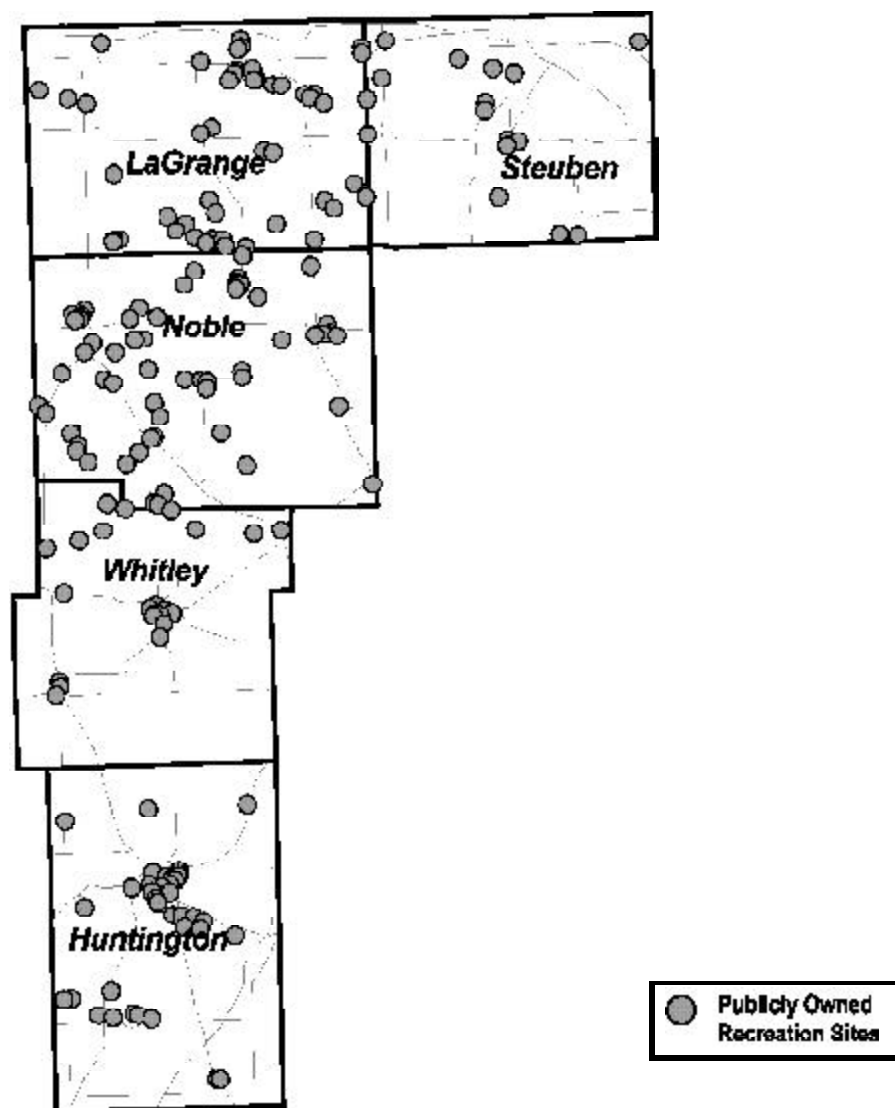 LaGrange
Steuben
Noble
Whitley
Huntington
Publicly Owned
Recreation Sites